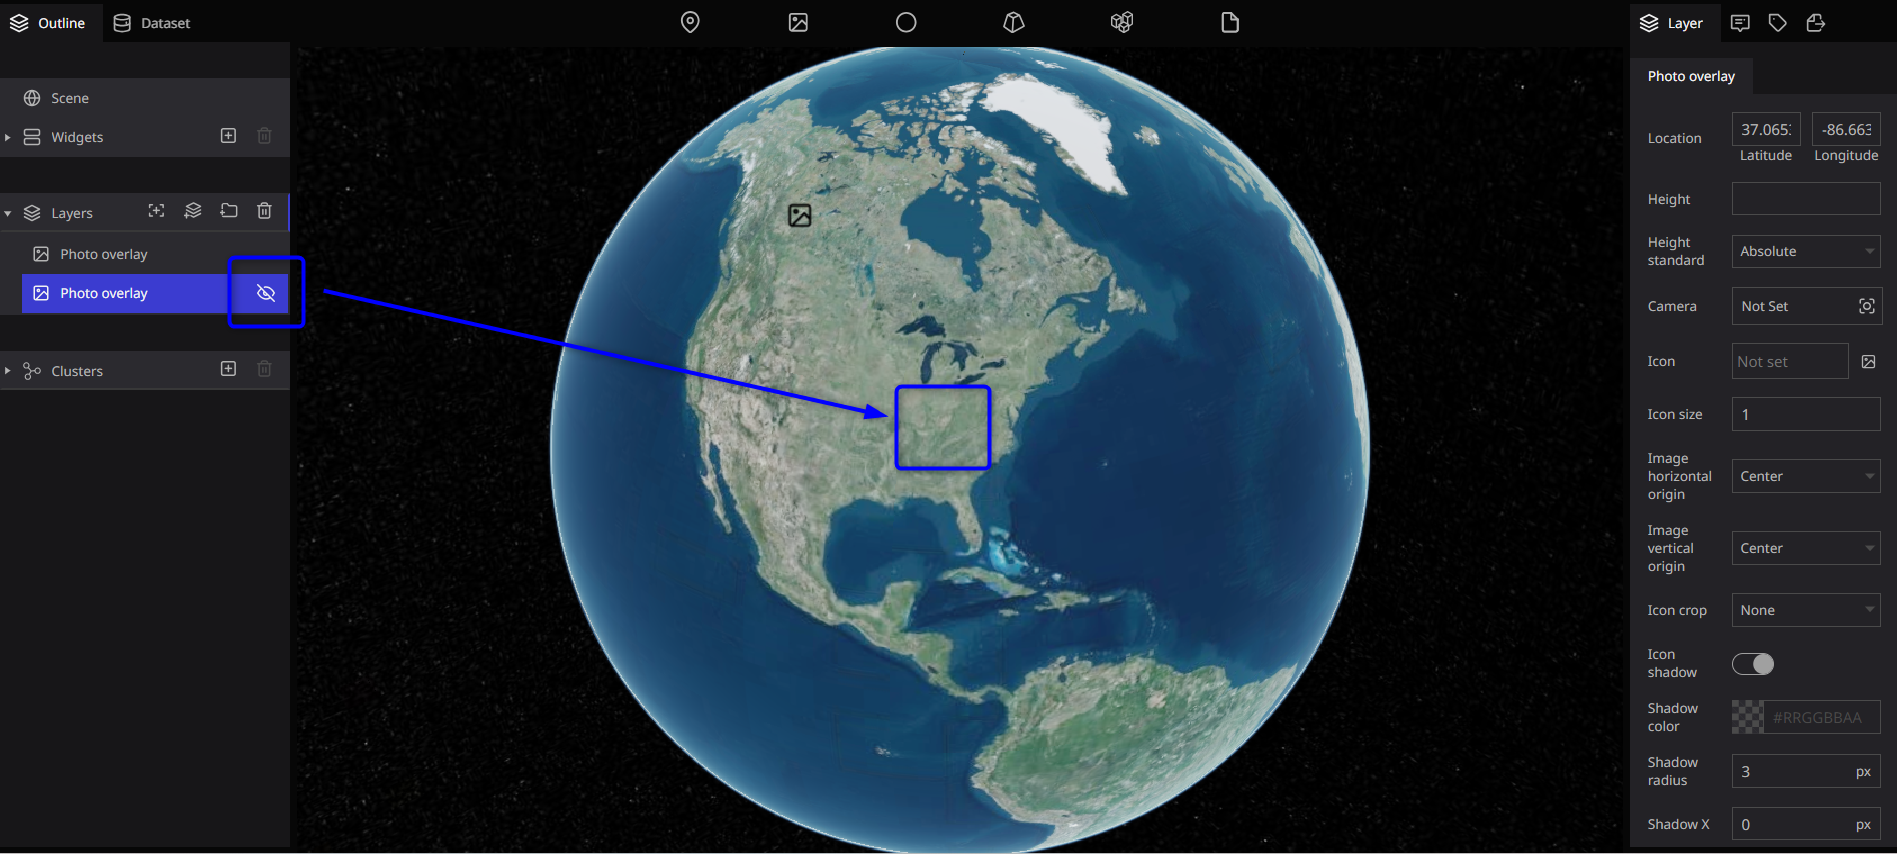 Outline
Dataset
Scene
Widgets
Layers
Photo overlay
Photo overlay
Clusters
Layer
Photo overlay
Location
37.065
-86.663
Latitude
Longitude
Height
Height
standard
Absolute
Camera
Not Set
Icon
Not set
Icon size
1
Image
horizontal
origin
Center
Image
vertical
origin
Center
Icon crop
None
Icon
shadow
Shadow
color
#RRGGBBAA
Shadow
radius
3
px
Shadow X
0
px